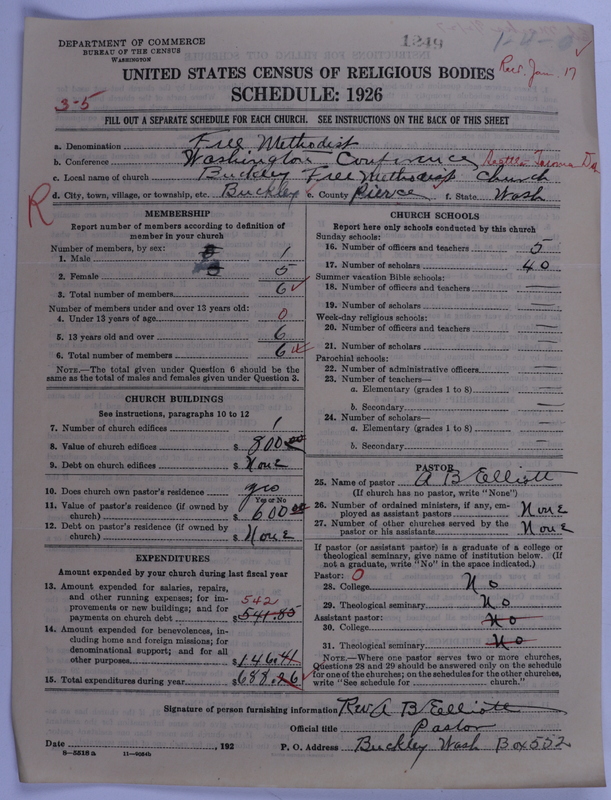 DEPARTMENT OF COMMERCE
BUREAU OF THE CENSUS
WASHINGTON
1249
Rev. Jan. 17
UNITED STATES CENSUS OF RELIGIOUS BODIES
3-5
SCHEDULE: 1926
FILL OUT A SEPARATE SCHEDULE FOR EACH CHURCH. SEE INSTRUCTIONS ON THE BACK OF THIS SHEET
a. Denomination Free Methodist
b. Conference Washington Conference Seattle Tacoma Dis
c. Local name of church Buckley Free Methodist Church
R
d. City, town, village, or township, etc. Buckley e. County Pierce f. State Wash
MEMBERSHIP
Report number of members according to definition of
member in your church
Number of members, by sex:
1. Male 1
2. Female 5
3. Total number of members 6
Number of members under and over 13 years old:
4. Under 13 years of age 0
5. 13 years old and over 6
6. Total number of members 6
NOTE.—The total given under Question 6 should be
same as the total of males and females given under Question 3.
CHURCH BUILDINGS
See instructions, paragraphs 10 to 12
7. Number of church edifices 1
8. Value of church edifices $ 800.00
9. Debt on church edifices $ None
10. Does church own pastor's residence yes
Yes or No
11. Value of pastor's residence (if owned by
church) $ 600.00
12. Debt on pastor's residence (if owned by
church) $ None
EXPENDITURES
Amount expended by your church during last fiscal year
13. Amount expended for salaries, repairs,
and other running expenses; for im-
provements or new buildings; and for
542
payments on church debt $ 541.85
14. Amount expended for benevolences, in-
cluding home and foreign missions; for
denominational support; and for all
other purposes $ 146.41
15. Total expenditures during year $ 688.26
CHURCH SCHOOLS
Report here only schools conducted by this church
Sunday schools:
16. Number of officers and teachers 5
17. Number of scholars 40
Summer vacation Bible schools:
18. Number of officers and teachers —
19. Number of scholars —
Week-day religious schools:
20. Number of officers and teachers —
21. Number of scholars —
Parochial schools:
22. Number of administrative officers —
23. Number of teachers—
a. Elementary (grades 1 to 8) —
b. Secondary —
24. Number of scholars—
a. Elementary (grades 1 to 8) —
b. Secondary —
PASTOR
25. Name of pastor A B Elliott
(If church has no pastor, write "None")
26. Number of ordained ministers, if any, em-
ployed as assistant pastors None
27. Number of other churches served by the
pastor or his assistants None
If pastor (or assistant pastor) is a graduate of a college or
theological seminary, give name of institution below. (If
not a graduate, write "No" in the space indicated.)
Pastor: 0
28. College No
29. Theological seminary No
Assistant pastor:
30. College No
31. Theological seminary No
NOTE.—Where one pastor serves two or more churches,
Questions 28 and 29 should be answered only on the schedule
for one of the churches; on the schedules for the other churches,
write "See schedule for church."
Signature of person furnishing information Rev. A B Elliott
Official title Pastor
Date , 192 P. O. Address Buckley Wash Box 552
8—5518 a 11—9034b